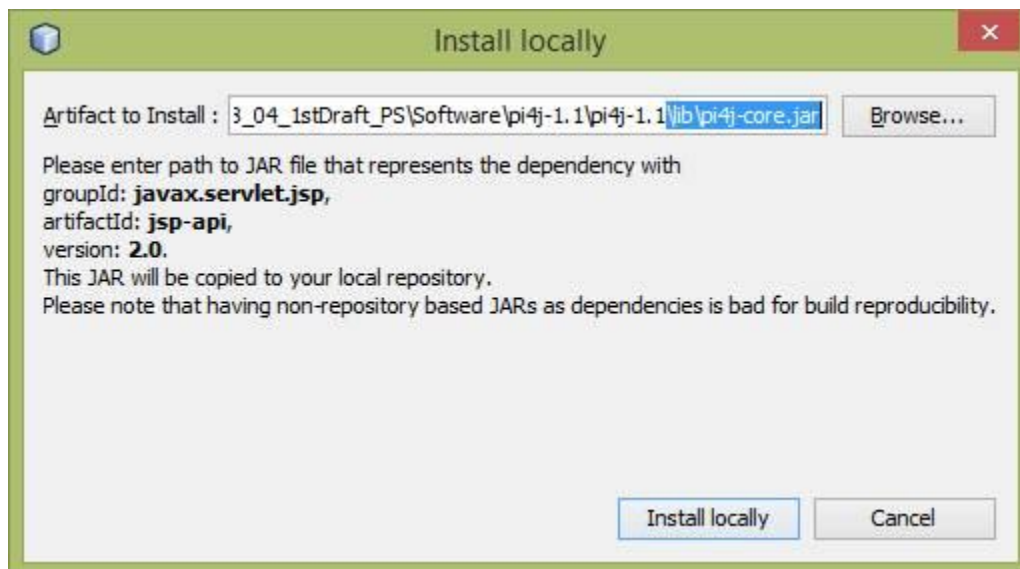 Install locally
Artifact to Install : 3_04_1stDraft_PS\Software\pi4j-1.1\pi4j-1.1\lib\pi4j-core.jar Browse...
Please enter path to JAR file that represents the dependency with
groupId: javax.servlet.jsp,
artifactId: jsp-api,
version: 2.0.
This JAR will be copied to your local repository.
Please note that having non-repository based JARs as dependencies is bad for build reproducibility.
Install locally Cancel